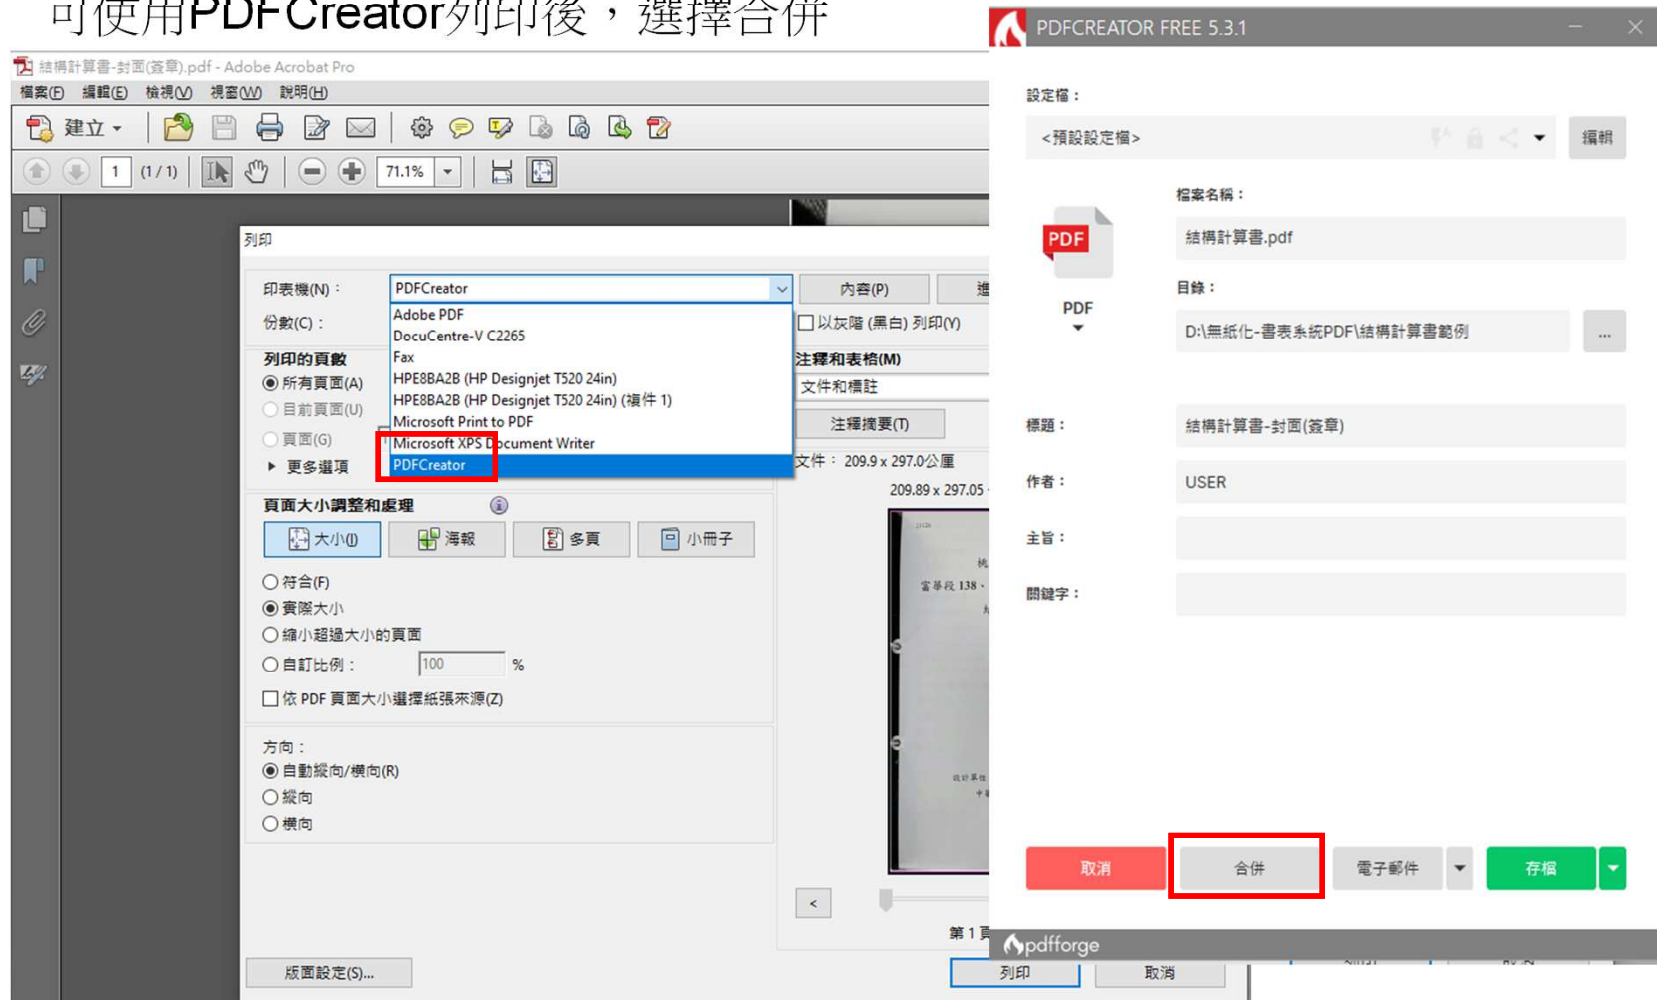 可使用PDFCreator列印後，選擇合併
結構計算書-封面(簽章).pdf - Adobe Acrobat Pro
檔案(F) 編輯(E) 檢視(V) 視窗(W) 說明(H)
建立
1 (1 / 1) 71.1%
列印
印表機(N)： PDFCreator 內容(P) 進
份數(C)： 以灰階 (黑白) 列印(Y)
Adobe PDF
DocuCentre-V C2265
Fax
HPE8BA2B (HP Designjet T520 24in)
HPE8BA2B (HP Designjet T520 24in) (複件 1)
Microsoft Print to PDF
Microsoft XPS Document Writer
PDFCreator
列印的頁數
所有頁面(A)
目前頁面(U)
頁面(G)
更多選項
注釋和表格(M)
文件和標註
注釋摘要(T)
文件： 209.9 x 297.0公厘
209.89 x 297.05
富華段 138、
設計單位
頁面大小調整和處理
大小(I) 海報 多頁 小冊子
符合(F)
實際大小
縮小超過大小的頁面
自訂比例： 100 %
依 PDF 頁面大小選擇紙張來源(Z)
方向：
自動縱向/橫向(R)
縱向
橫向
<
第 1 頁
版面設定(S)... 列印 取消
PDFCREATOR FREE 5.3.1
設定檔：
<預設設定檔> 編輯
檔案名稱：
PDF
結構計算書.pdf
目錄：
PDF
D:\無紙化-書表系統PDF\結構計算書範例 ...
標題： 結構計算書-封面(簽章)
作者： USER
主旨：
關鍵字：
取消 合併 電子郵件 存檔
pdfforge